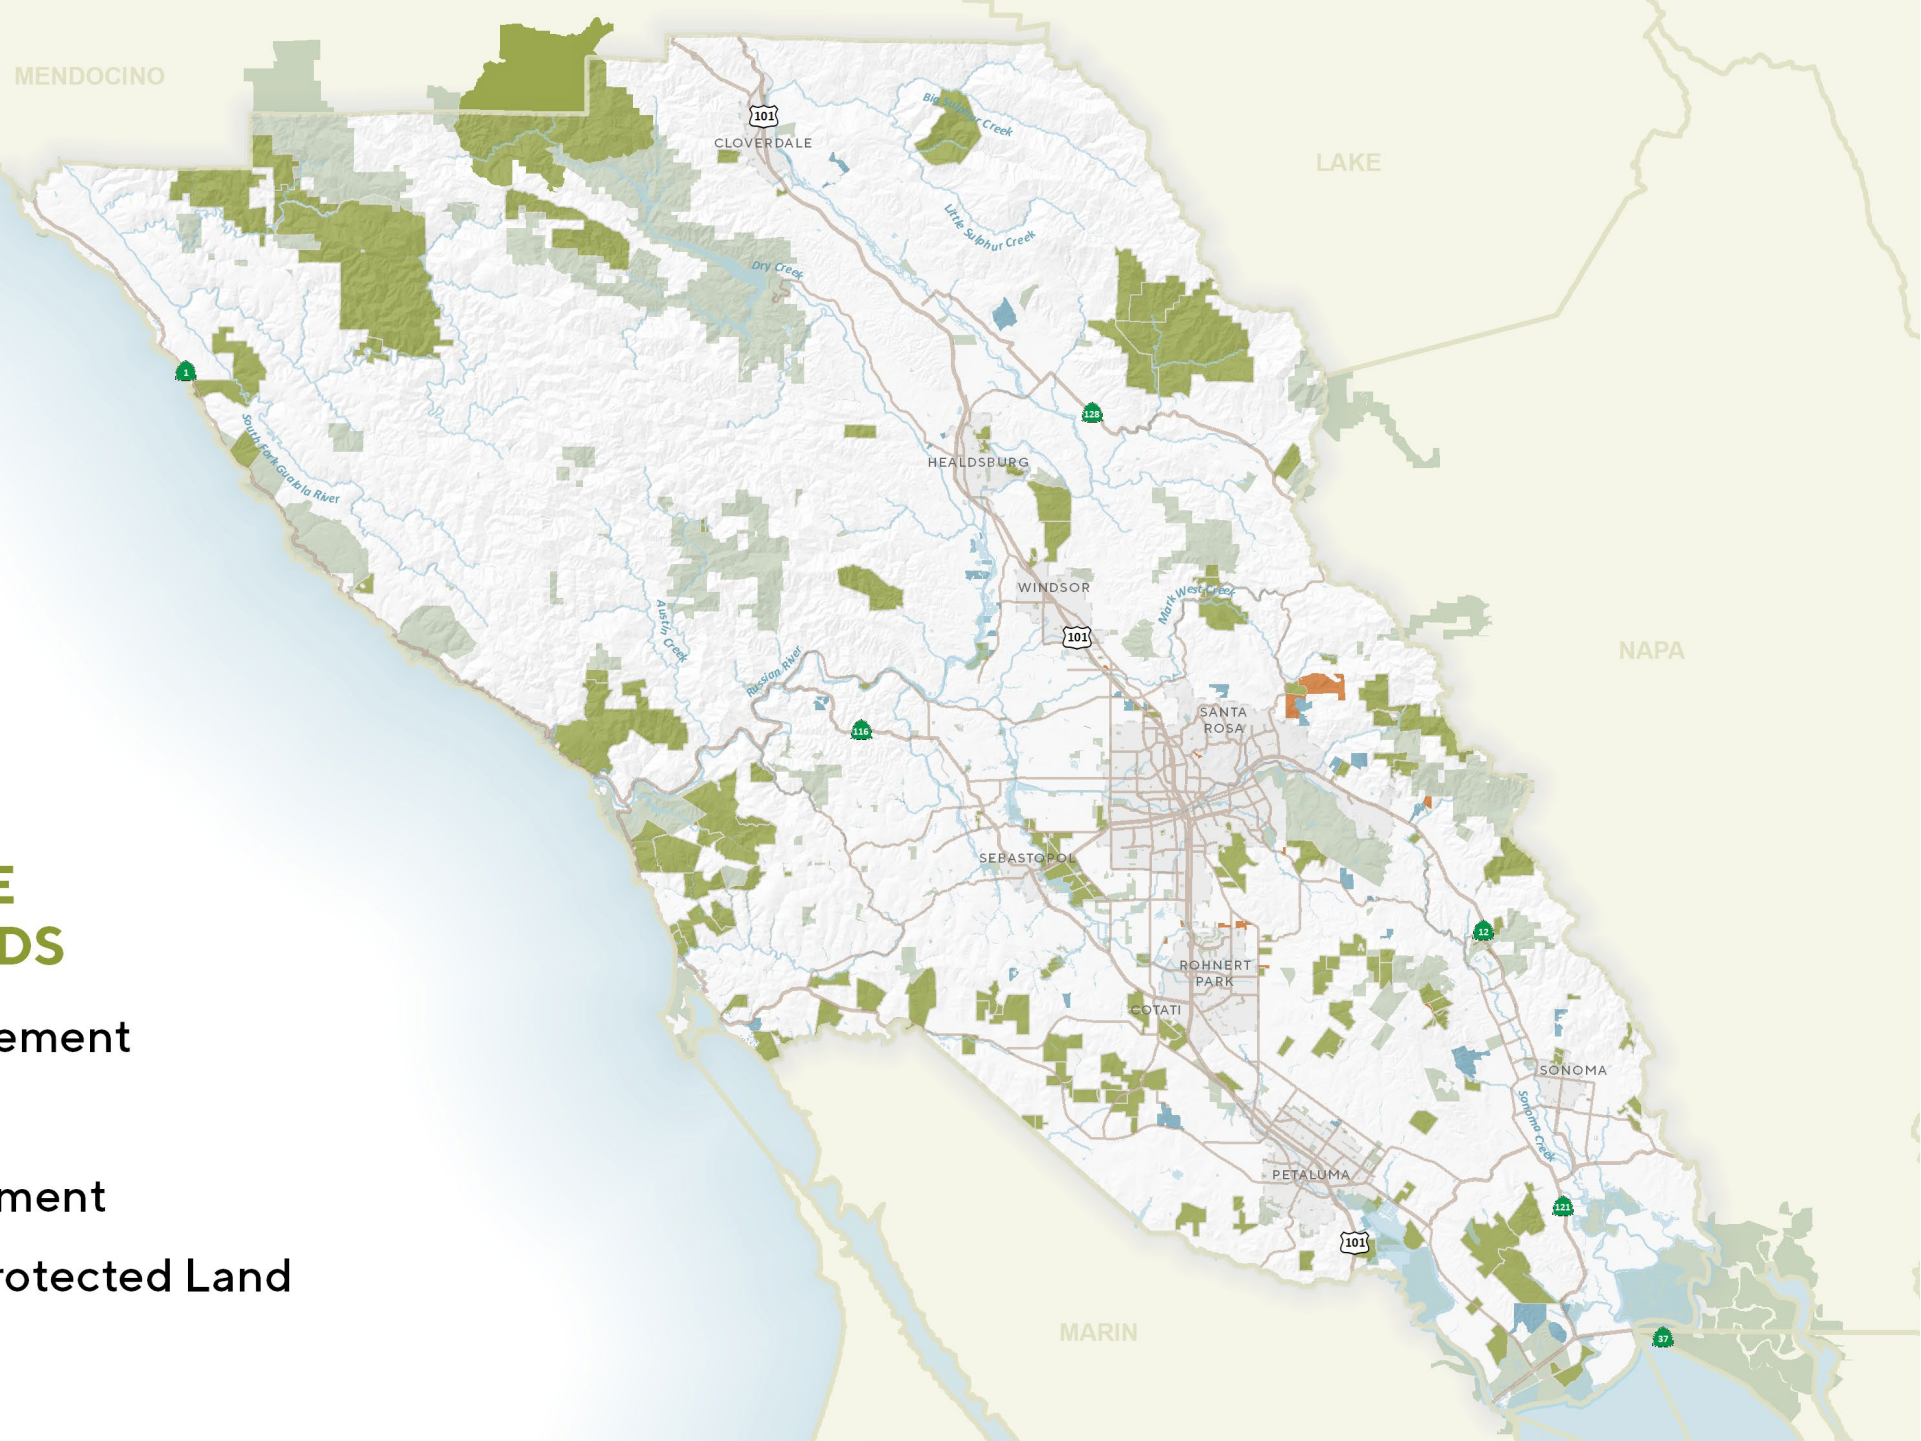 MENDOCINO
101
CLOVERDALE
Big Sulphur Creek
LAKE
Little Sulphur Creek
Dry Creek
1
128
South Fork Gualala River
HEALDSBURG
WINDSOR
Mark West Creek
Austin Creek
101
Russian River
NAPA
SANTA
ROSA
116
SEBASTOPOL
E
DS
12
ROHNERT
PARK
COTATI
ement
SONOMA
Sonoma Creek
PETALUMA
ment
121
101
rotected Land
MARIN
37